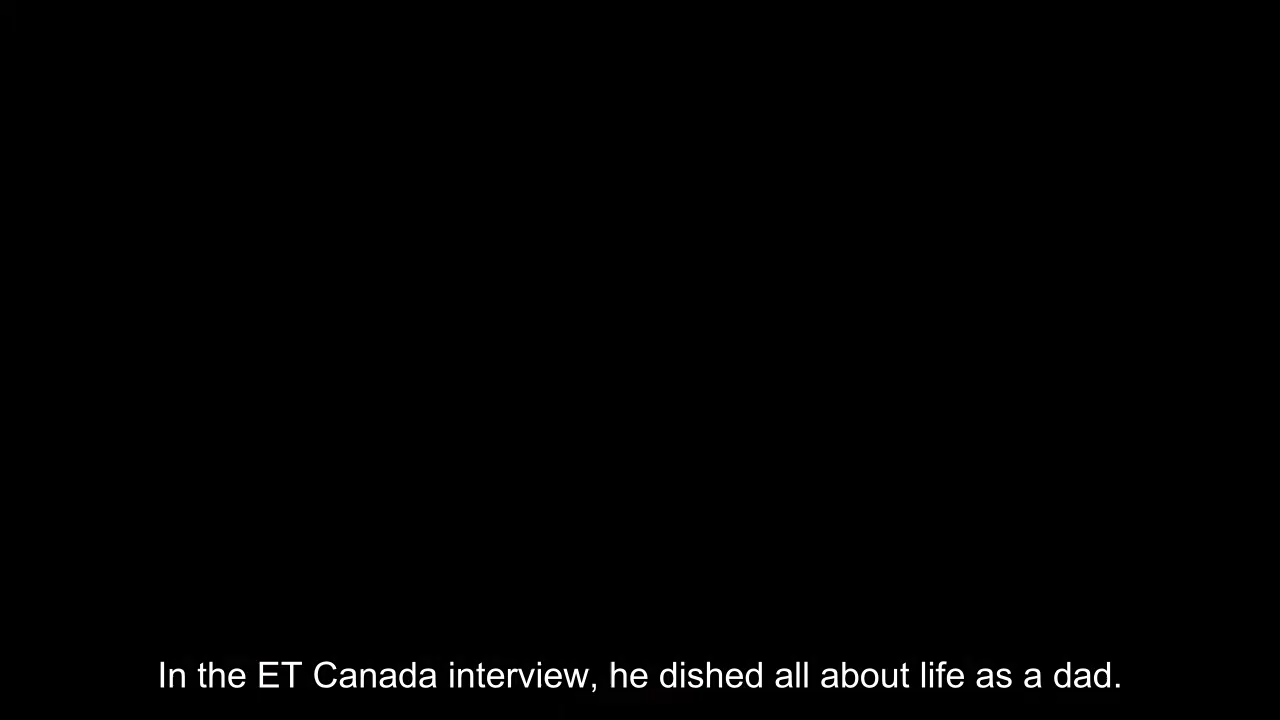 In the ET Canada interview, he dished all about life as a dad.